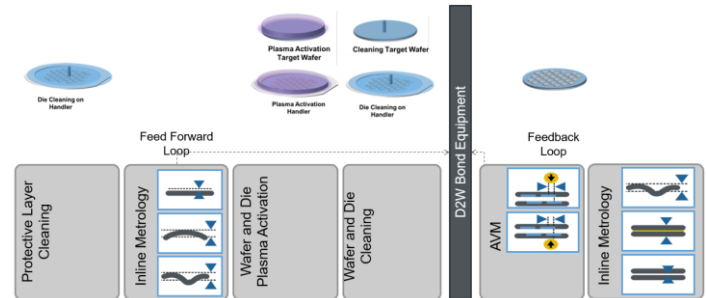 Plasma Activation
Target Wafer
Cleaning Target Wafer
Die Cleaning on
Handler
Plasma Activation
Handler
Die Cleaning on
Handler
Feed Forward
Loop
Feedback
Loop
Protective Layer
Cleaning
Inline Metrology
Wafer and Die
Plasma Activation
Wafer and Die
Cleaning
D2W Bond Equipment
AVM
Inline Metrology